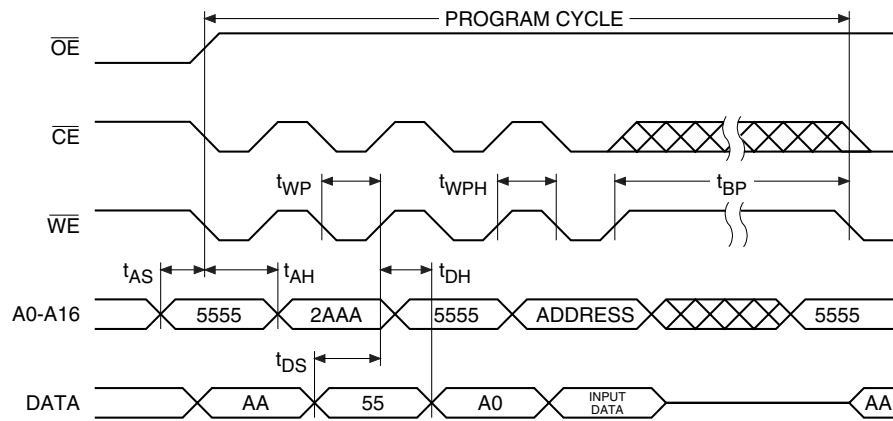 PROGRAM CYCLE
OE
CE
tWP
tWPH
tBP
WE
tAS
tAH
tDH
A0-A16
5555
2AAA
5555
ADDRESS
5555
tDS
DATA
AA
55
A0
INPUT
DATA
AA